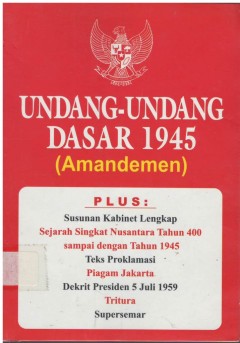 UNDANG-UNDANG
DASAR 1945
(Amandemen)
PLUS:
Susunan Kabinet Lengkap
Sejarah Singkat Nusantara Tahun 400
sampai dengan Tahun 1945
Teks Proklamasi
Piagam Jakarta
Dekrit Presiden 5 Juli 1959
Tritura
Supersemar